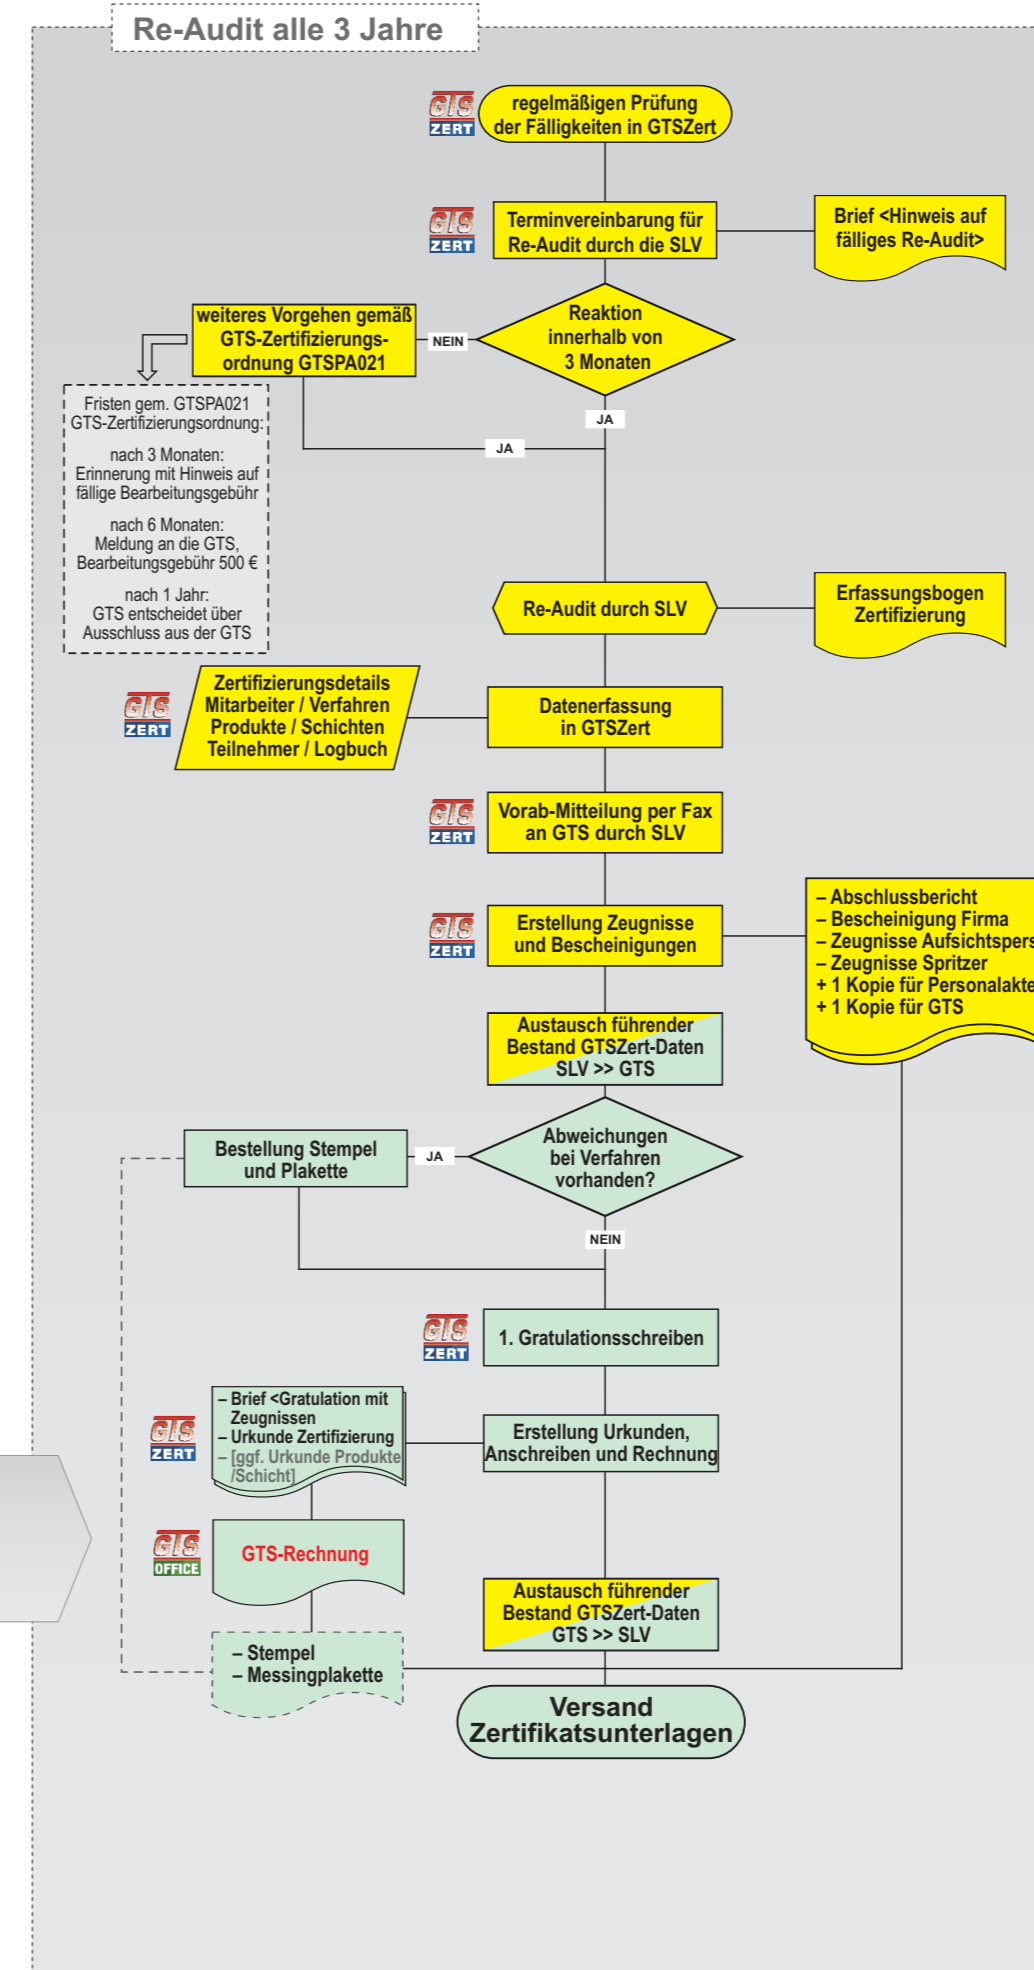 Re-Audit alle 3 Jahre
GTS
ZERT
regelmäßigen Prüfung
der Fälligkeiten in GTSZert
GTS
ZERT
Terminvereinbarung für
Re-Audit durch die SLV
Brief <Hinweis auf
fälliges Re-Audit>
Reaktion
innerhalb von
3 Monaten
NEIN
weiteres Vorgehen gemäß
GTS-Zertifizierungs-
ordnung GTSPA021
Fristen gem. GTSPA021
GTS-Zertifizierungsordnung:
nach 3 Monaten:
Erinnerung mit Hinweis auf
fällige Bearbeitungsgebühr
nach 6 Monaten:
Meldung an die GTS,
Bearbeitungsgebühr 500 €
nach 1 Jahr:
GTS entscheidet über
Ausschluss aus der GTS
JA
JA
Re-Audit durch SLV
Erfassungsbogen
Zertifizierung
GTS
ZERT
Zertifizierungsdetails
Mitarbeiter / Verfahren
Produkte / Schichten
Teilnehmer / Logbuch
Datenerfassung
in GTSZert
GTS
ZERT
Vorab-Mitteilung per Fax
an GTS durch SLV
GTS
ZERT
Erstellung Zeugnisse
und Bescheinigungen
– Abschlussbericht
– Bescheinigung Firma
– Zeugnisse Aufsichtspers
– Zeugnisse Spritzer
+ 1 Kopie für Personalakte
+ 1 Kopie für GTS
Austausch führender
Bestand GTSZert-Daten
SLV >> GTS
Abweichungen
bei Verfahren
vorhanden?
JA
Bestellung Stempel
und Plakette
NEIN
GTS
ZERT
1. Gratulationsschreiben
GTS
ZERT
– Brief <Gratulation mit
Zeugnissen
– Urkunde Zertifizierung
– [ggf. Urkunde Produkte
/Schicht]
Erstellung Urkunden,
Anschreiben und Rechnung
GTS
OFFICE
GTS-Rechnung
Austausch führender
Bestand GTSZert-Daten
GTS >> SLV
– Stempel
– Messingplakette
Versand
Zertifikatsunterlagen